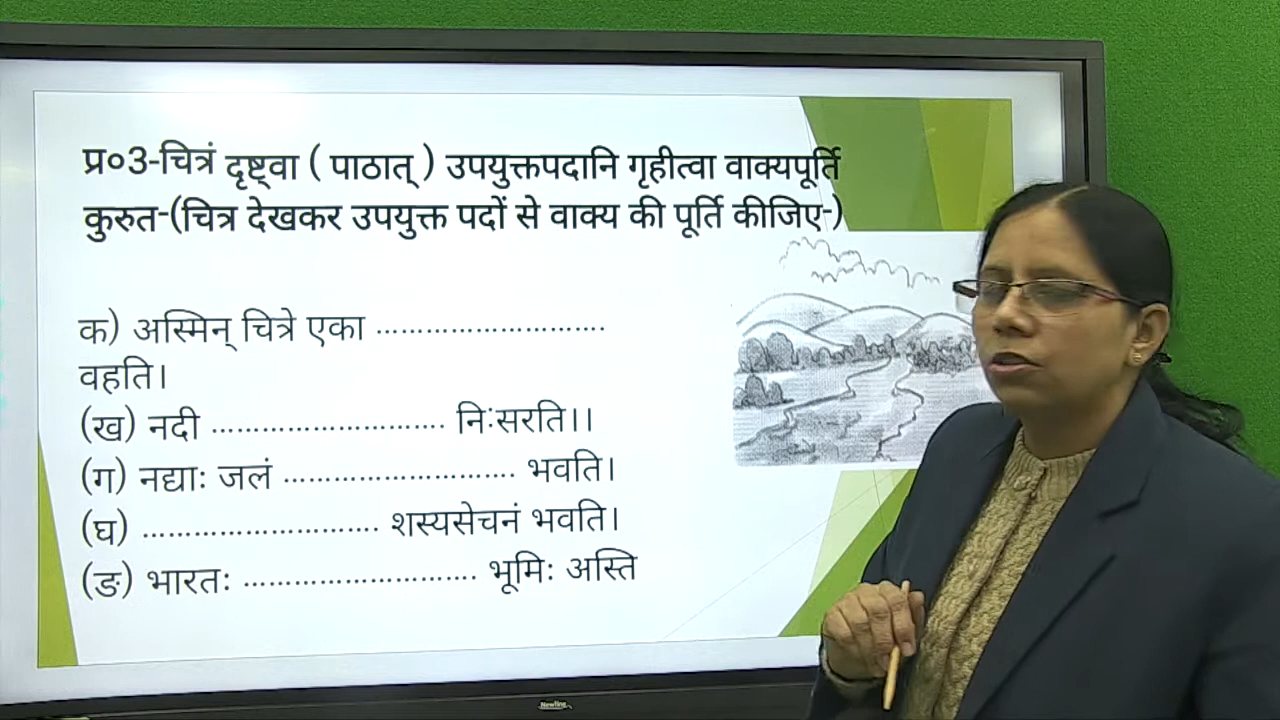 प्र०3-चित्रं दृष्ट्वा ( पाठात् ) उपयुक्तपदानि गृहीत्वा वाक्यपूर्ति
कुरुत-(चित्र देखकर उपयुक्त पदों से वाक्य की पूर्ति कीजिए-)
क) अस्मिन् चित्रे एका ...........................
वहति।
(ख) नदी ........................... निःसरति।।
(ग) नद्याः जलं ........................... भवति।
(घ) ........................... शस्यसेचनं भवति।
(ङ) भारतः ........................... भूमिः अस्ति
Newline